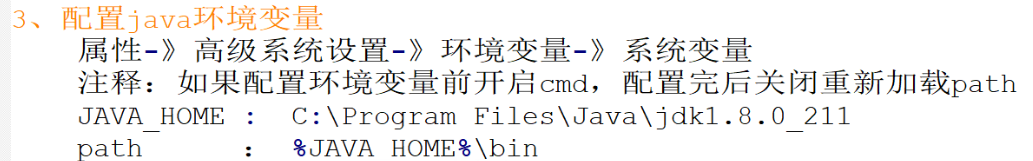 3、配置java环境变量
属性-》高级系统设置-》环境变量-》系统变量
注释：如果配置环境变量前开启cmd，配置完后关闭重新加载path
JAVA_HOME : C:\Program Files\Java\jdk1.8.0_211
path : %JAVA_HOME%\bin